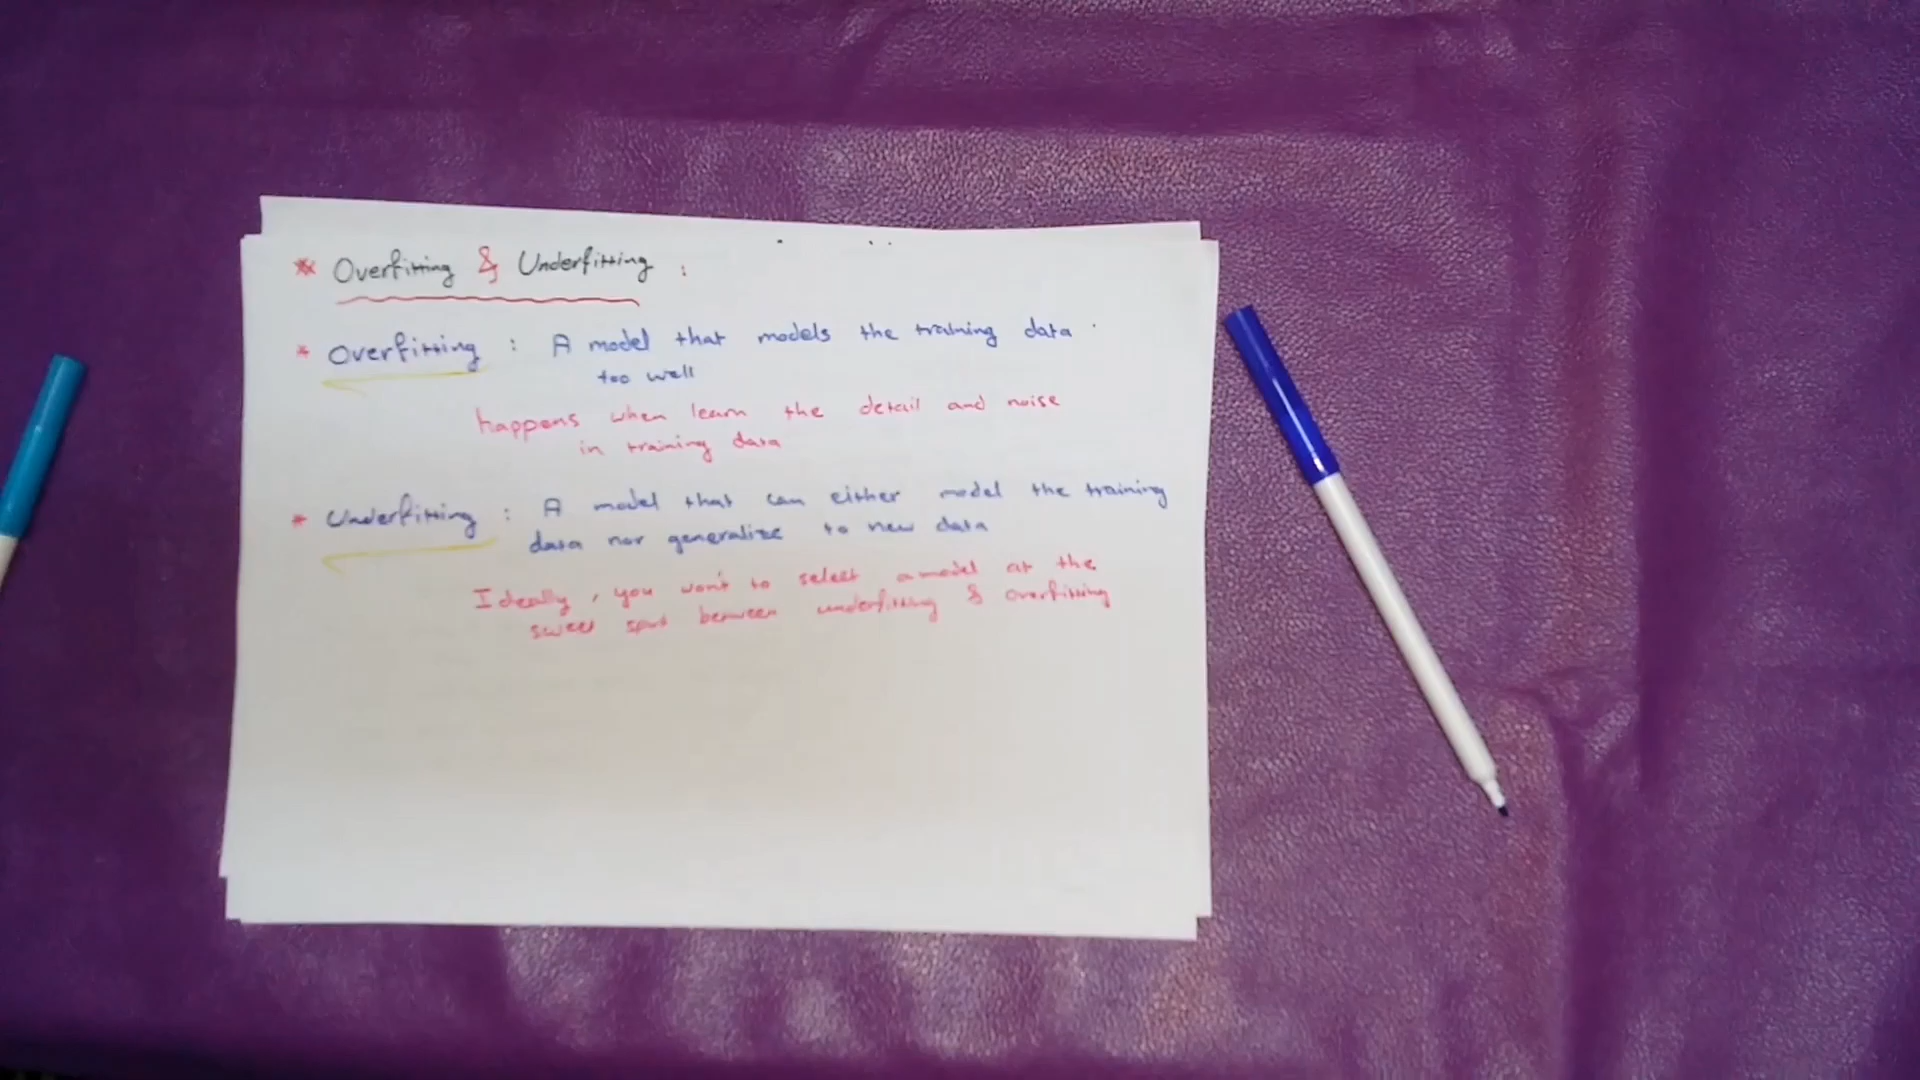 * Overfitting & Underfitting :
* Overfitting : A model that models the training data
too well
happens when learn the detail and noise
in training data
* Underfitting : A model that can either model the training
data nor generalize to new data
Ideally, you want to select a model at the
sweet spot between underfitting & overfitting